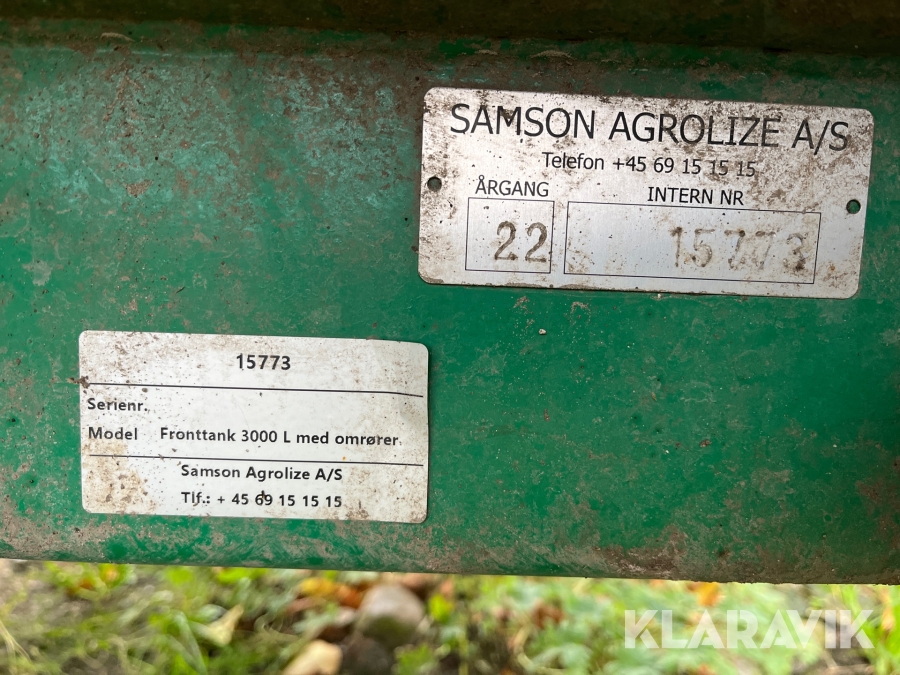 SAMSON AGROLIZE A/S
Telefon +45 69 15 15 15
ÅRGANG INTERN NR
22 15773
15773
Serienr.
Model Fronttank 3000 L med omrører
Samson Agrolize A/S
Tlf.: + 45 69 15 15 15
KLARAVIK